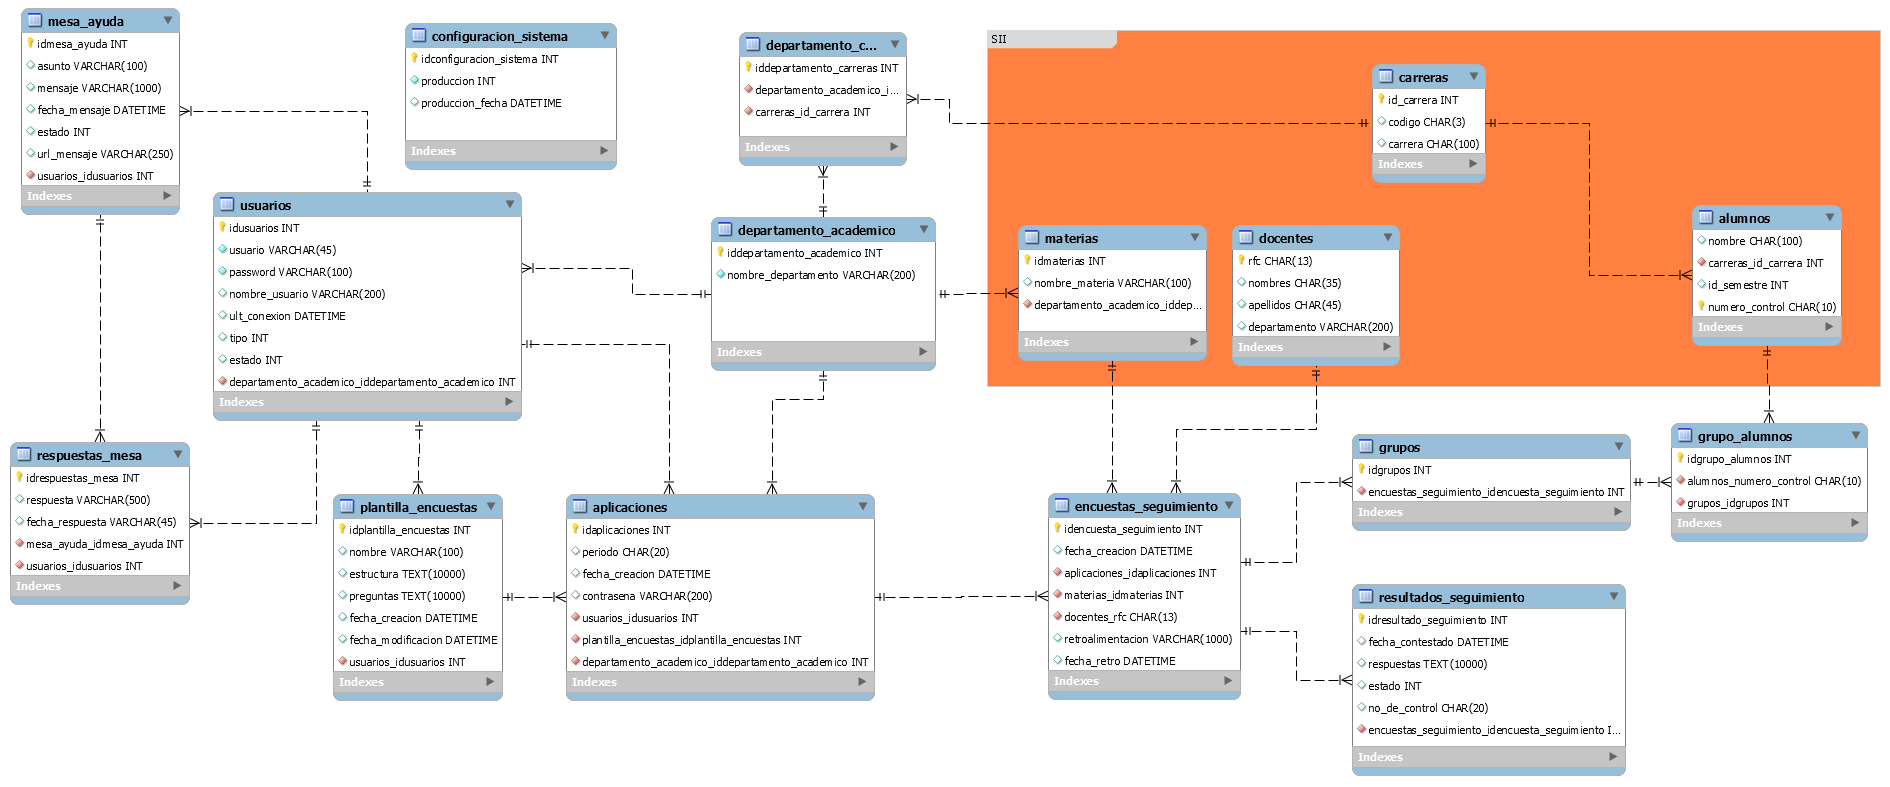 mesa_ayuda
idmesa_ayuda INT
asunto VARCHAR(100)
mensaje VARCHAR(1000)
fecha_mensaje DATETIME
estado INT
url_mensaje VARCHAR(250)
usuarios_idusuarios INT
Indexes
configuracion_sistema
idconfiguracion_sistema INT
produccion INT
produccion_fecha DATETIME
Indexes
departamento_c...
iddepartamento_carreras INT
departamento_academico_i...
carreras_id_carrera INT
Indexes
SII
carreras
id_carrera INT
codigo CHAR(3)
carrera CHAR(100)
Indexes
usuarios
idusuarios INT
usuario VARCHAR(45)
password VARCHAR(100)
nombre_usuario VARCHAR(200)
ult_conexion DATETIME
tipo INT
estado INT
departamento_academico_iddepartamento_academico INT
Indexes
departamento_academico
iddepartamento_academico INT
nombre_departamento VARCHAR(200)
Indexes
materias
idmaterias INT
nombre_materia VARCHAR(100)
departamento_academico_iddep...
Indexes
docentes
rfc CHAR(13)
nombres CHAR(35)
apellidos CHAR(45)
departamento VARCHAR(200)
Indexes
alumnos
nombre CHAR(100)
carreras_id_carrera INT
id_semestre INT
numero_control CHAR(10)
Indexes
respuestas_mesa
idrespuestas_mesa INT
respuesta VARCHAR(500)
fecha_respuesta VARCHAR(45)
mesa_ayuda_idmesa_ayuda INT
usuarios_idusuarios INT
Indexes
plantilla_encuestas
idplantilla_encuestas INT
nombre VARCHAR(100)
estructura TEXT(10000)
preguntas TEXT(10000)
fecha_creacion DATETIME
fecha_modificacion DATETIME
usuarios_idusuarios INT
Indexes
aplicaciones
idaplicaciones INT
periodo CHAR(20)
fecha_creacion DATETIME
contrasena VARCHAR(200)
usuarios_idusuarios INT
plantilla_encuestas_idplantilla_encuestas INT
departamento_academico_iddepartamento_academico INT
Indexes
encuestas_seguimiento
idencuesta_seguimiento INT
fecha_creacion DATETIME
aplicaciones_idaplicaciones INT
materias_idmaterias INT
docentes_rfc CHAR(13)
retroalimentacion VARCHAR(1000)
fecha_retro DATETIME
Indexes
grupos
idgrupos INT
encuestas_seguimiento_idencuesta_seguimiento INT
Indexes
grupo_alumnos
idgrupo_alumnos INT
alumnos_numero_control CHAR(10)
grupos_idgrupos INT
Indexes
resultados_seguimiento
idresultado_seguimiento INT
fecha_contestado DATETIME
respuestas TEXT(10000)
estado INT
no_de_control CHAR(20)
encuestas_seguimiento_idencuesta_seguimiento I...
Indexes